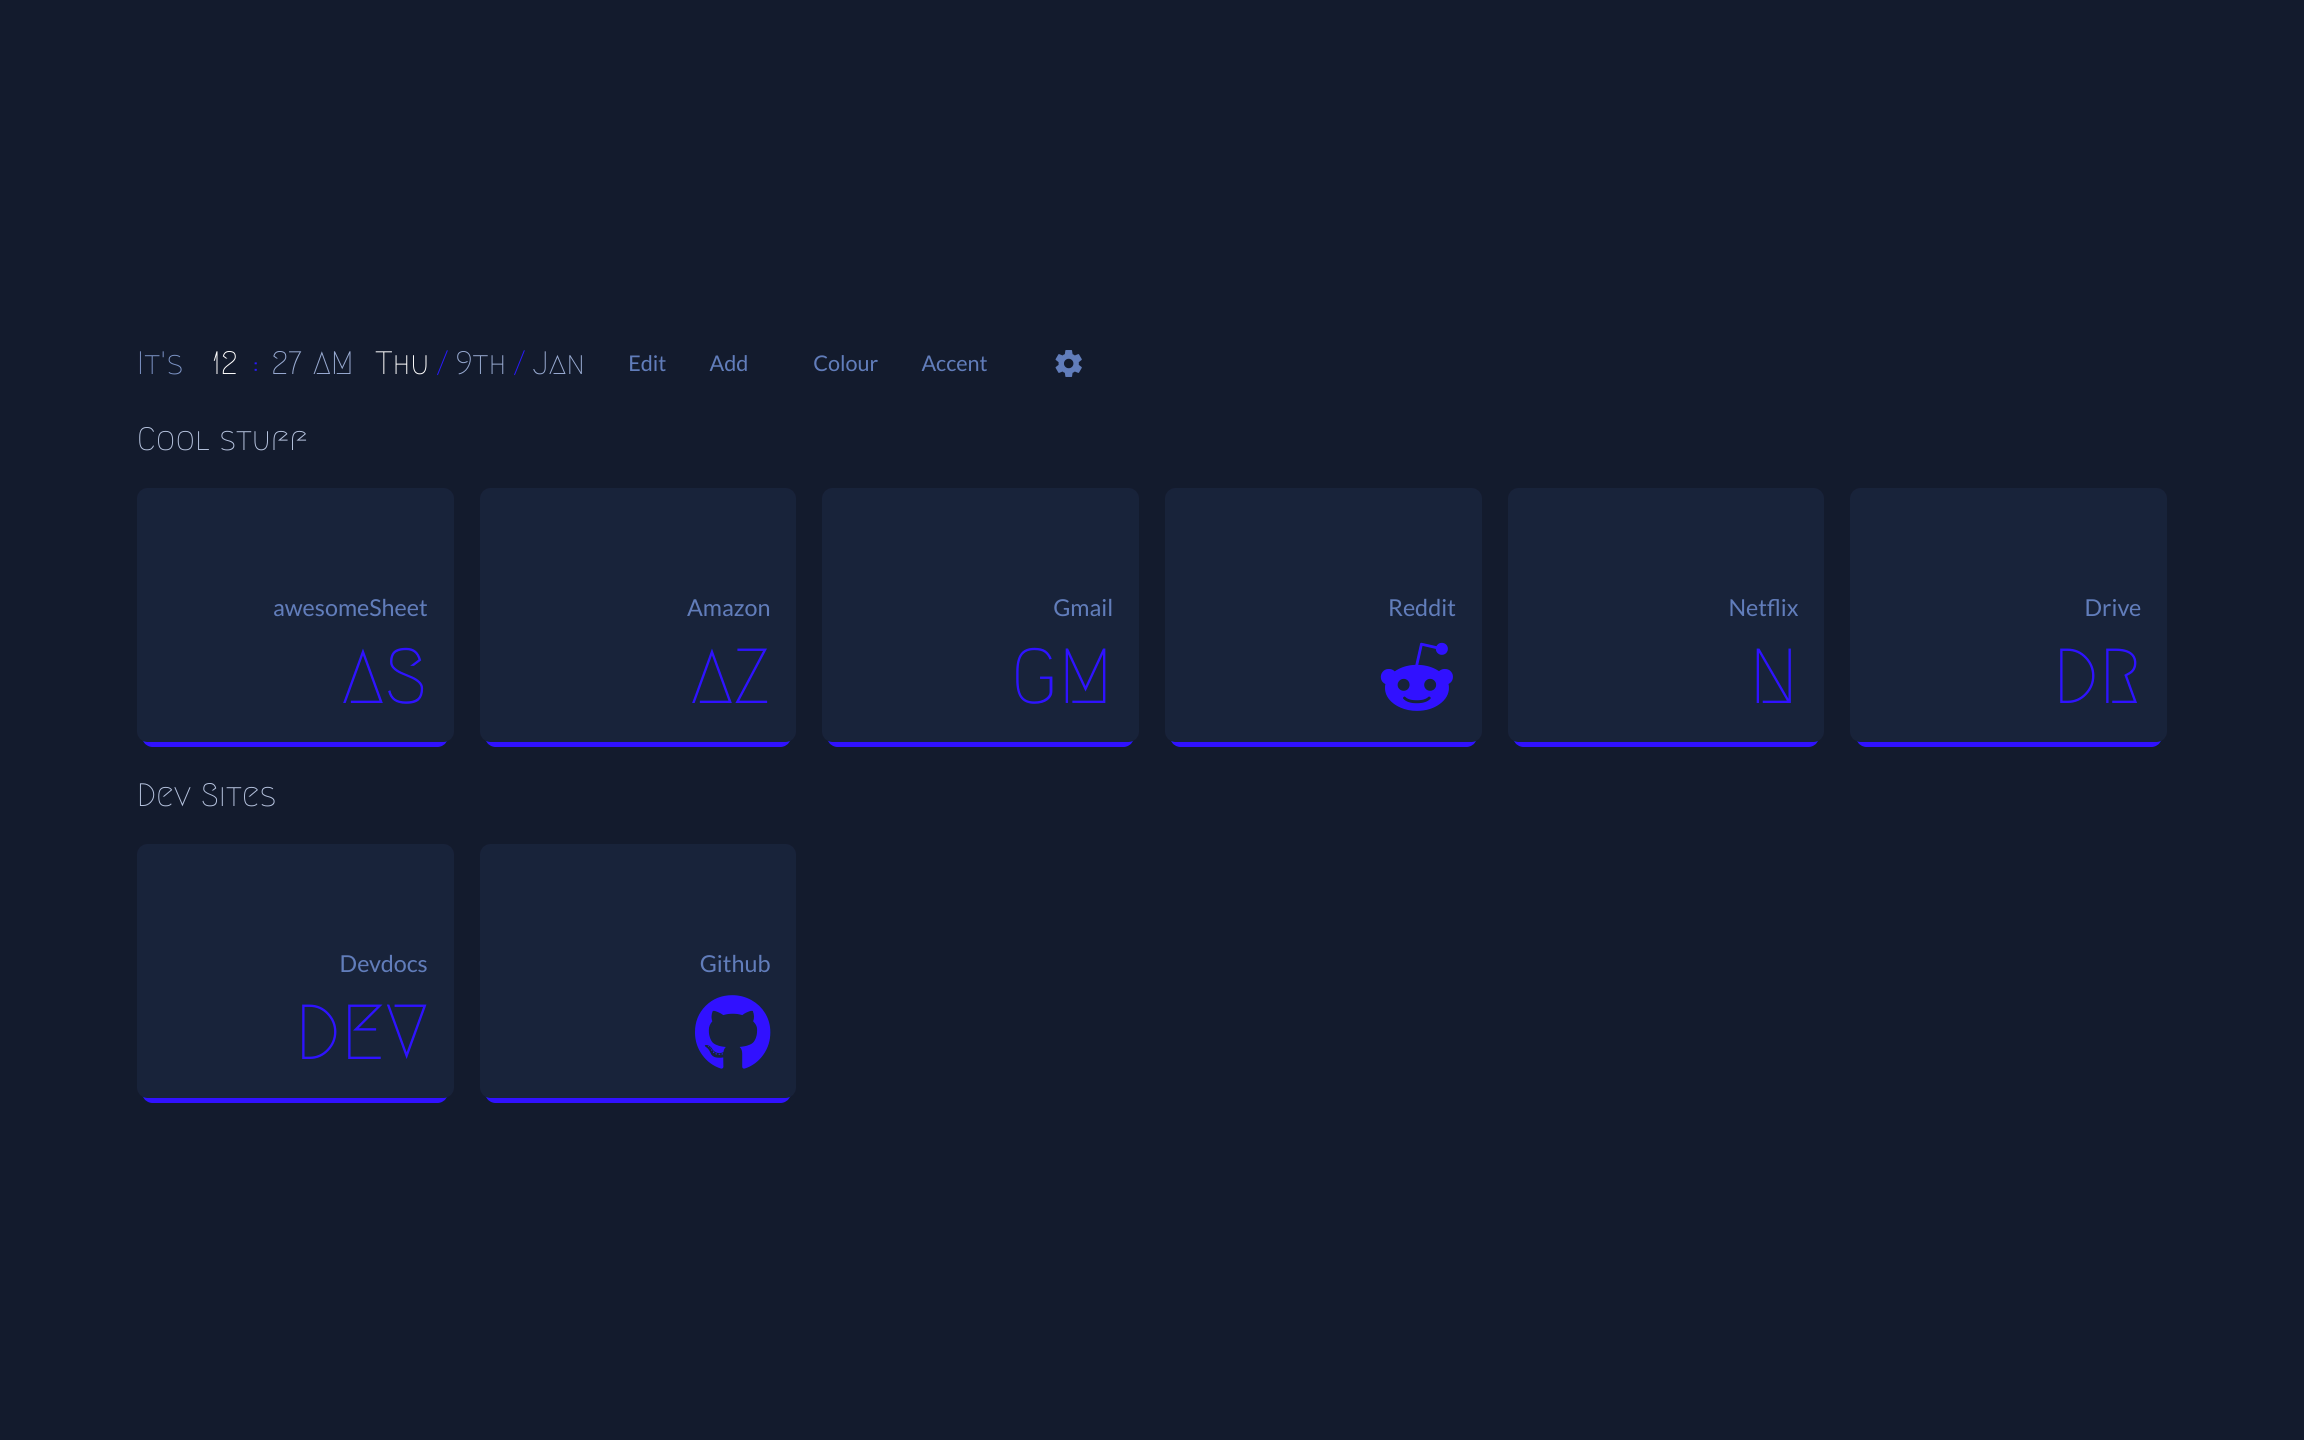 It's 12 : 27 AM Thu / 9th / Jan Edit Add Colour Accent
Cool stuff
awesomeSheet Amazon Gmail Reddit Netflix Drive
AS AZ GM N DR
Dev Sites
Devdocs Github
DEV